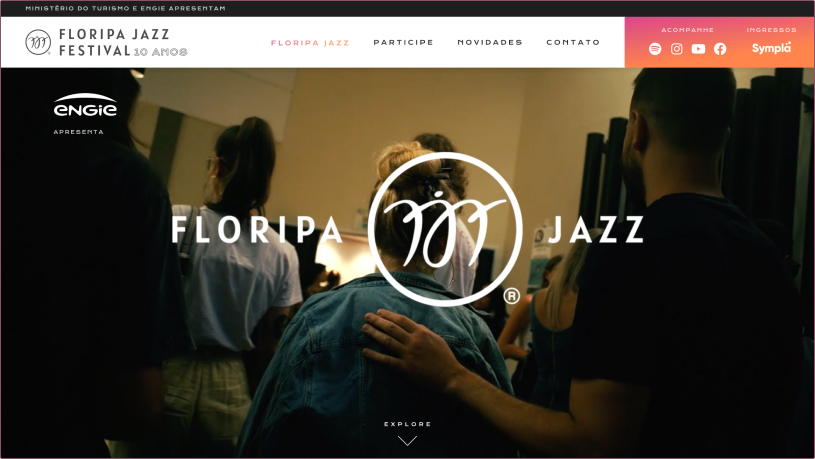 MINISTÉRIO DO TURISMO E ENGIE APRESENTAM
FLORIPA JAZZ
FESTIVAL 10 ANOS
FLORIPA JAZZ
PARTICIPE
NOVIDADES
CONTATO
ACOMPANHE
INGRESSOS
Sympla
ENGIE
APRESENTA
FLORIPA JAZZ
®
EXPLORE